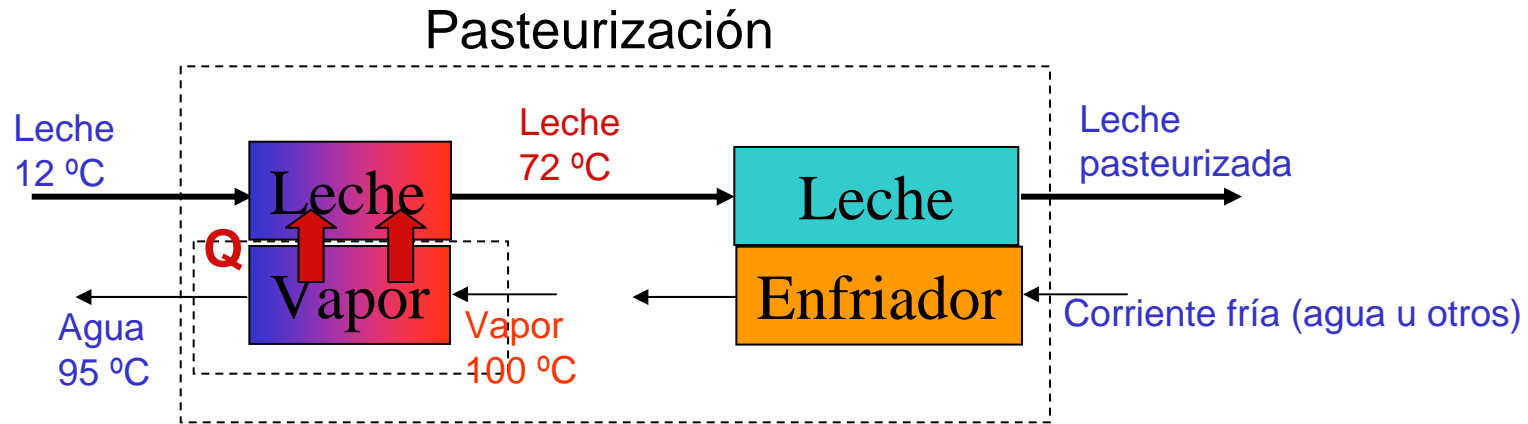 Pasteurización
Leche
12 ºC
Leche
72 ºC
Leche
pasteurizada
Leche
Leche
Q
Vapor
Enfriador
Agua
95 ºC
Vapor
100 ºC
Corriente fría (agua u otros)